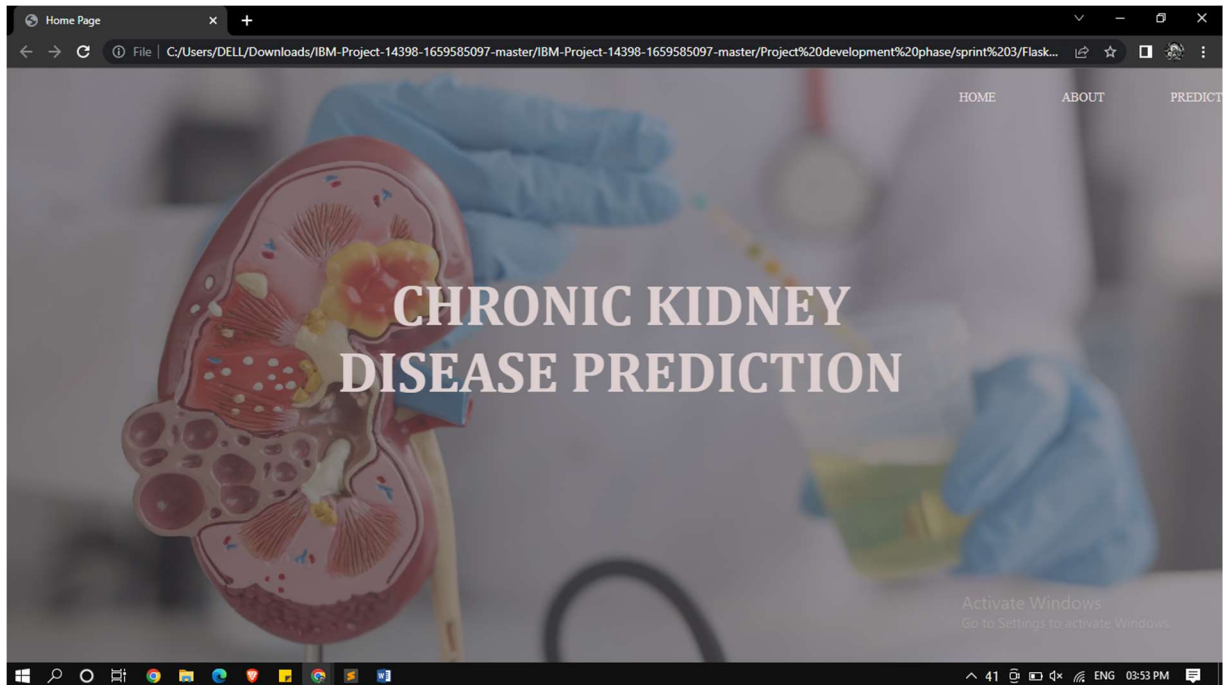 Home Page
File | C:/Users/DELL/Downloads/IBM-Project-14398-1659585097-master/IBM-Project-14398-1659585097-master/Project%20development%20phase/sprint%203/Flask...
HOME ABOUT PREDICT
CHRONIC KIDNEY
DISEASE PREDICTION
Activate Windows
Go to Settings to activate Windows.
41 ENG 03:53 PM